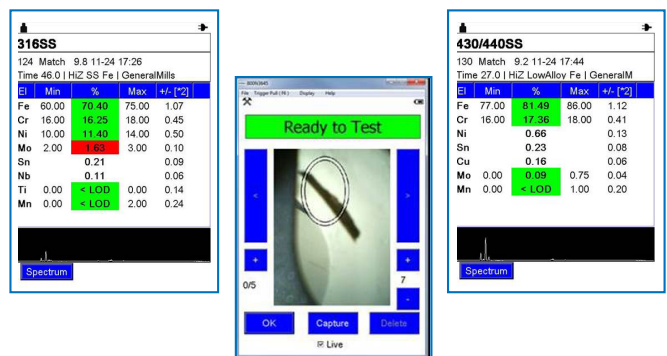 316SS
124 Match 9.8 11-24 17:26
Time 46.0 | HiZ SS Fe | GeneralMills
El Min % Max +/- [*2]
Fe 60.00 70.40 75.00 1.07
Cr 16.00 16.25 18.00 0.45
Ni 10.00 11.40 14.00 0.50
Mo 2.00 1.63 3.00 0.10
Sn 0.21 0.09
Nb 0.11 0.06
Ti 0.00 < LOD 0.00 0.14
Mn 0.00 < LOD 2.00 0.24
Spectrum
File Trigger Pull ( F8 ) Display Help
Ready to Test
< >
+ +
0/5 7
-
OK Capture Delete
Live
430/440SS
130 Match 9.2 11-24 17:44
Time 27.0 | HiZ LowAlloy Fe | GeneralM
El Min % Max +/- [*2]
Fe 77.00 81.49 86.00 1.12
Cr 16.00 17.36 18.00 0.41
Ni 0.66 0.13
Sn 0.23 0.08
Cu 0.16 0.06
Mo 0.00 0.09 0.75 0.04
Mn 0.00 < LOD 1.00 0.20
Spectrum